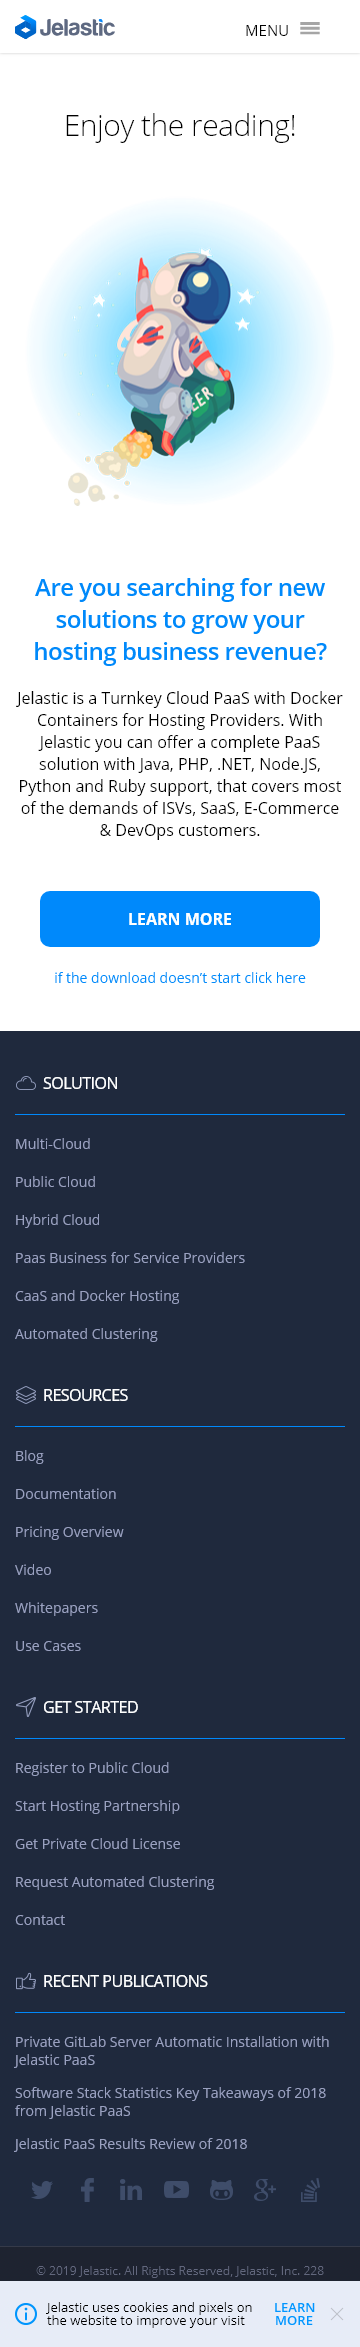 Jelastic
MENU
Enjoy the reading!
Are you searching for new
solutions to grow your
hosting business revenue?
Jelastic is a Turnkey Cloud PaaS with Docker
Containers for Hosting Providers. With
Jelastic you can offer a complete PaaS
solution with Java, PHP, .NET, Node.JS,
Python and Ruby support, that covers most
of the demands of ISVs, SaaS, E-Commerce
& DevOps customers.
LEARN MORE
if the download doesn’t start click here
SOLUTION
Multi-Cloud
Public Cloud
Hybrid Cloud
Paas Business for Service Providers
CaaS and Docker Hosting
Automated Clustering
RESOURCES
Blog
Documentation
Pricing Overview
Video
Whitepapers
Use Cases
GET STARTED
Register to Public Cloud
Start Hosting Partnership
Get Private Cloud License
Request Automated Clustering
Contact
RECENT PUBLICATIONS
Private GitLab Server Automatic Installation with
Jelastic PaaS
Software Stack Statistics Key Takeaways of 2018
from Jelastic PaaS
Jelastic PaaS Results Review of 2018
© 2019 Jelastic. All Rights Reserved, Jelastic, Inc. 228
Jelastic uses cookies and pixels on
the website to improve your visit
LEARN
MORE